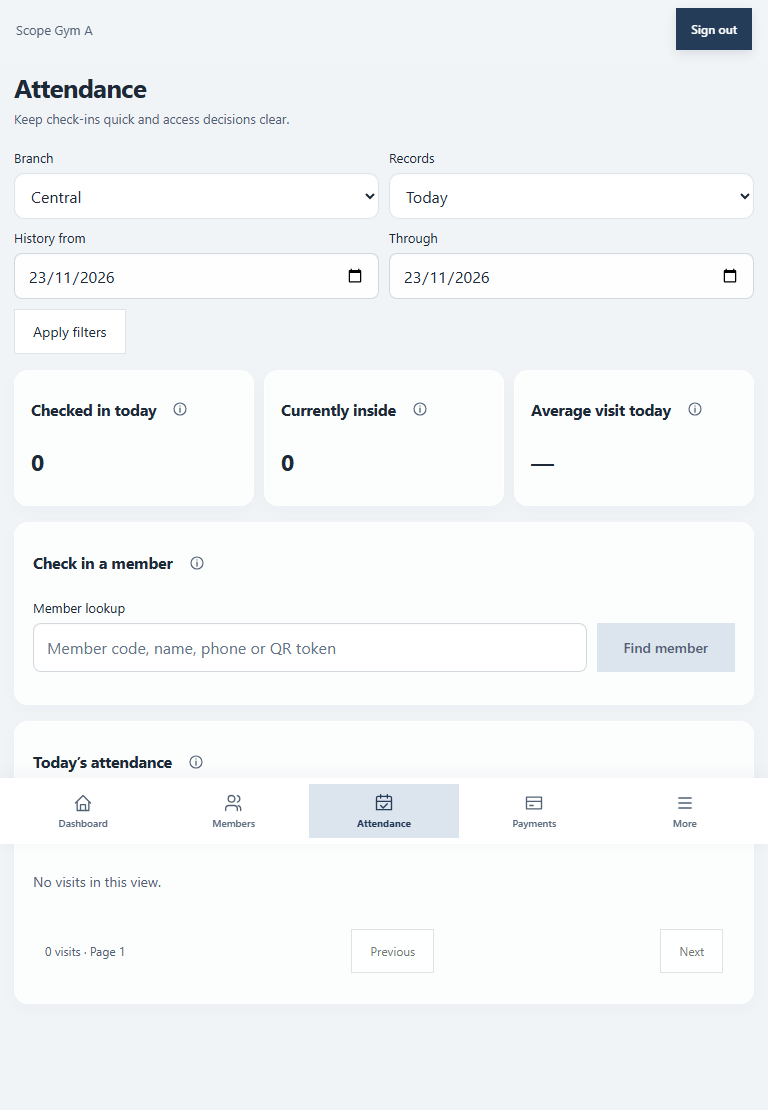 Scope Gym A
Sign out
Attendance
Keep check-ins quick and access decisions clear.
Branch
Records
Central
Today
History from
Through
23/11/2026
23/11/2026
Apply filters
Checked in today
Currently inside
Average visit today
0
0
—
Check in a member
Member lookup
Member code, name, phone or QR token
Find member
Today's attendance
Dashboard
Members
Attendance
Payments
More
No visits in this view.
0 visits · Page 1
Previous
Next